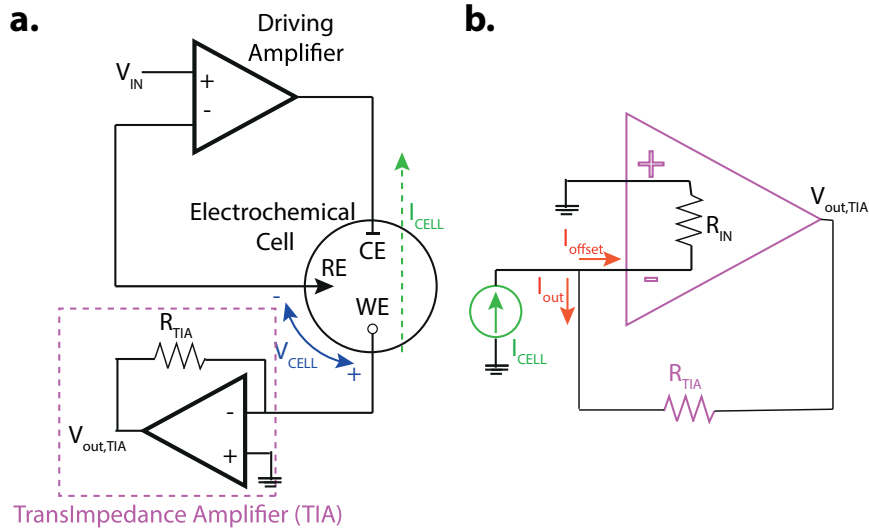 a.
Driving
Amplifier
V_IN
+
-
Electrochemical
Cell
I_CELL
CE
RE
WE
-
V_CELL
+
R_TIA
-
+
V_out,TIA
TransImpedance Amplifier (TIA)
b.
+
V_out,TIA
R_IN
I_offset
-
I_out
I_CELL
R_TIA